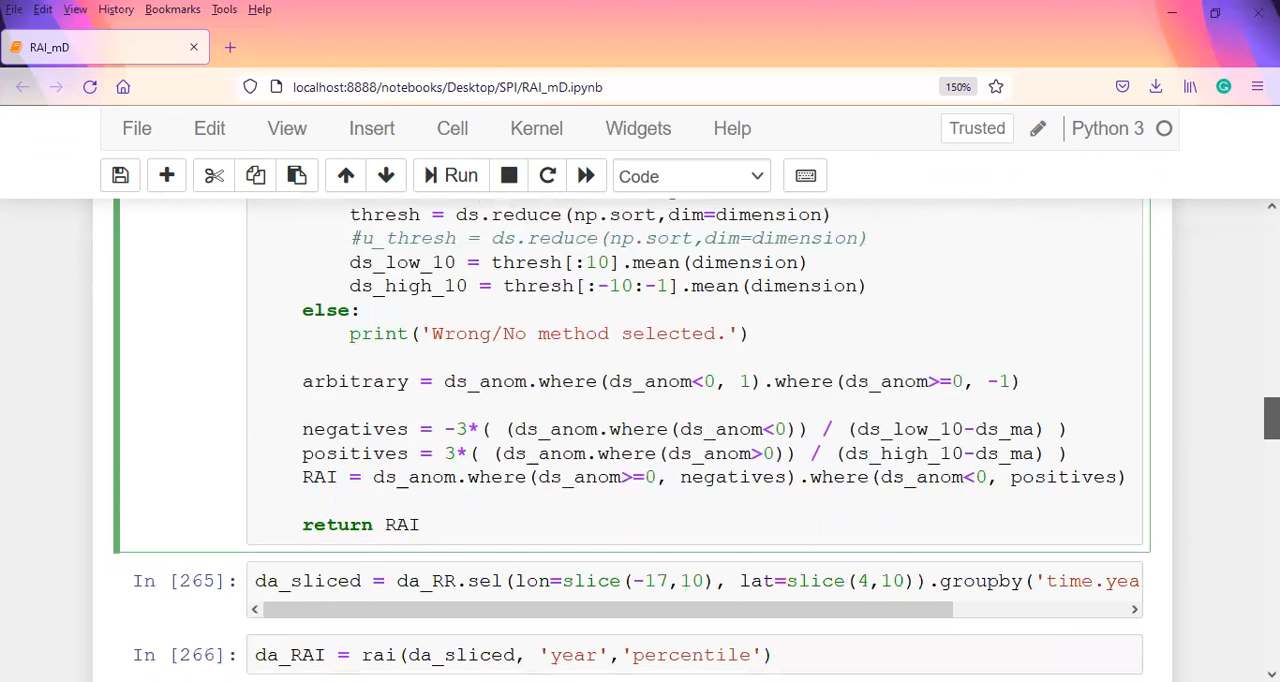 File Edit View History Bookmarks Tools Help
RAI_mD
localhost:8888/notebooks/Desktop/SPI/RAI_mD.ipynb 150%
File Edit View Insert Cell Kernel Widgets Help Trusted Python 3
Run Code
thresh = ds.reduce(np.sort,dim=dimension)
#u_thresh = ds.reduce(np.sort,dim=dimension)
ds_low_10 = thresh[:10].mean(dimension)
ds_high_10 = thresh[:-10:-1].mean(dimension)
else:
print('Wrong/No method selected.')
arbitrary = ds_anom.where(ds_anom<0, 1).where(ds_anom>=0, -1)
negatives = -3*( (ds_anom.where(ds_anom<0)) / (ds_low_10-ds_ma) )
positives = 3*( (ds_anom.where(ds_anom>0)) / (ds_high_10-ds_ma) )
RAI = ds_anom.where(ds_anom>=0, negatives).where(ds_anom<0, positives)
return RAI
In [265]: da_sliced = da_RR.sel(lon=slice(-17,10), lat=slice(4,10)).groupby('time.yea
In [266]: da_RAI = rai(da_sliced, 'year','percentile')